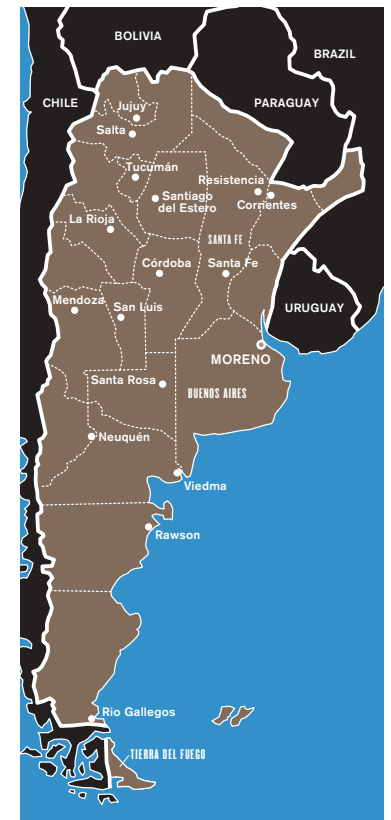 BOLIVIA
BRAZIL
CHILE
PARAGUAY
Jujuy
Salta
Tucumán
Resistencia
Santiago
del Estero
Corrientes
La Rioja
SANTA FE
Córdoba
Santa Fe
Mendoza
San Luis
URUGUAY
MORENO
Santa Rosa
BUENOS AIRES
Neuquén
Viedma
Rawson
Rio Gallegos
TIERRA DEL FUEGO